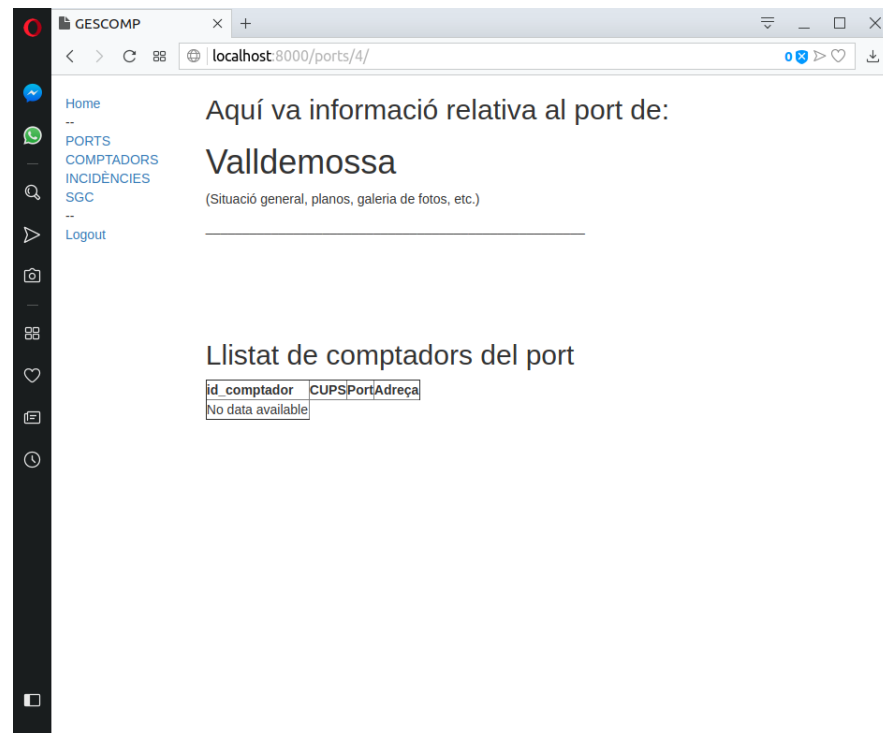 GESCOMP
localhost:8000/ports/4/
0
Home
--
PORTS
COMPTADORS
INCIDÈNCIES
SGC
--
Logout
Aquí va informació relativa al port de:
Valldemossa
(Situació general, planos, galeria de fotos, etc.)
Llistat de comptadors del port
id_comptador CUPS Port Adreça
No data available